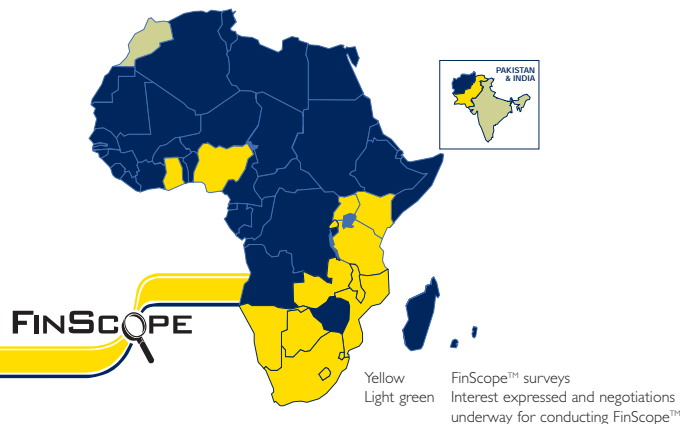 PAKISTAN
& INDIA
FINSCOPE
Yellow FinScope™ surveys
Light green Interest expressed and negotiations
underway for conducting FinScope™